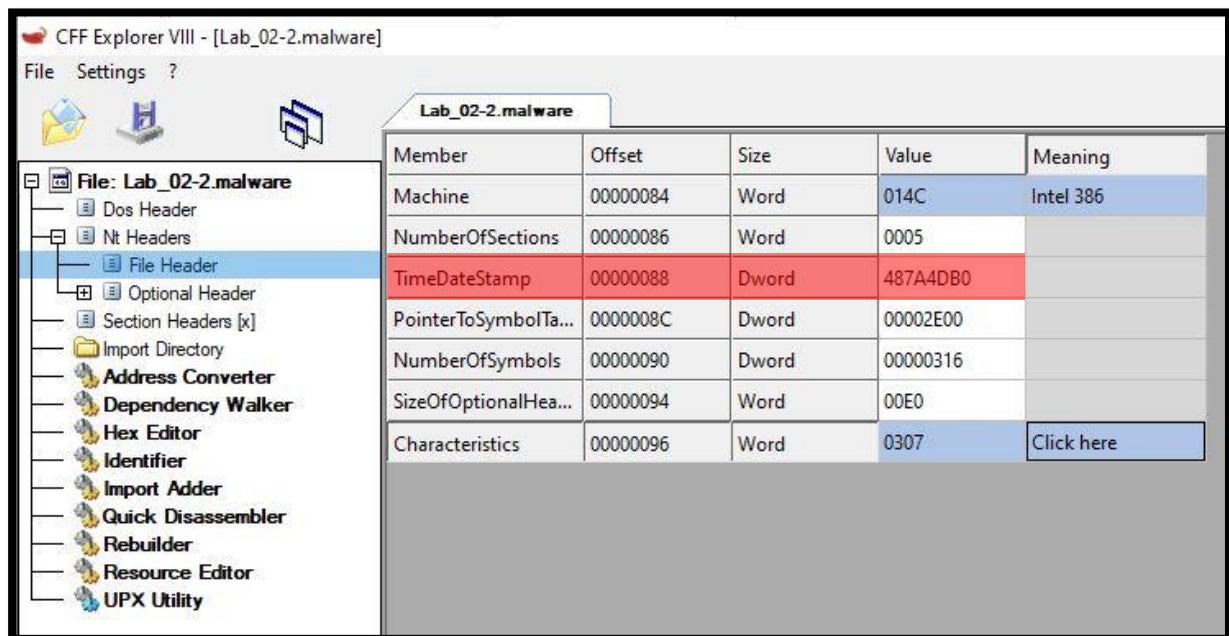 CFF Explorer VIII - [Lab_02-2.malware]
File Settings ?
Lab_02-2.malware
File: Lab_02-2.malware
Dos Header
Nt Headers
File Header
Optional Header
Section Headers [x]
Import Directory
Address Converter
Dependency Walker
Hex Editor
Identifier
Import Adder
Quick Disassembler
Rebuilder
Resource Editor
UPX Utility
Member Offset Size Value Meaning
Machine 00000084 Word 014C Intel 386
NumberOfSections 00000086 Word 0005
TimeDateStamp 00000088 Dword 487A4DB0
PointerToSymbolTa... 0000008C Dword 00002E00
NumberOfSymbols 00000090 Dword 00000316
SizeOfOptionalHea... 00000094 Word 00E0
Characteristics 00000096 Word 0307 Click here